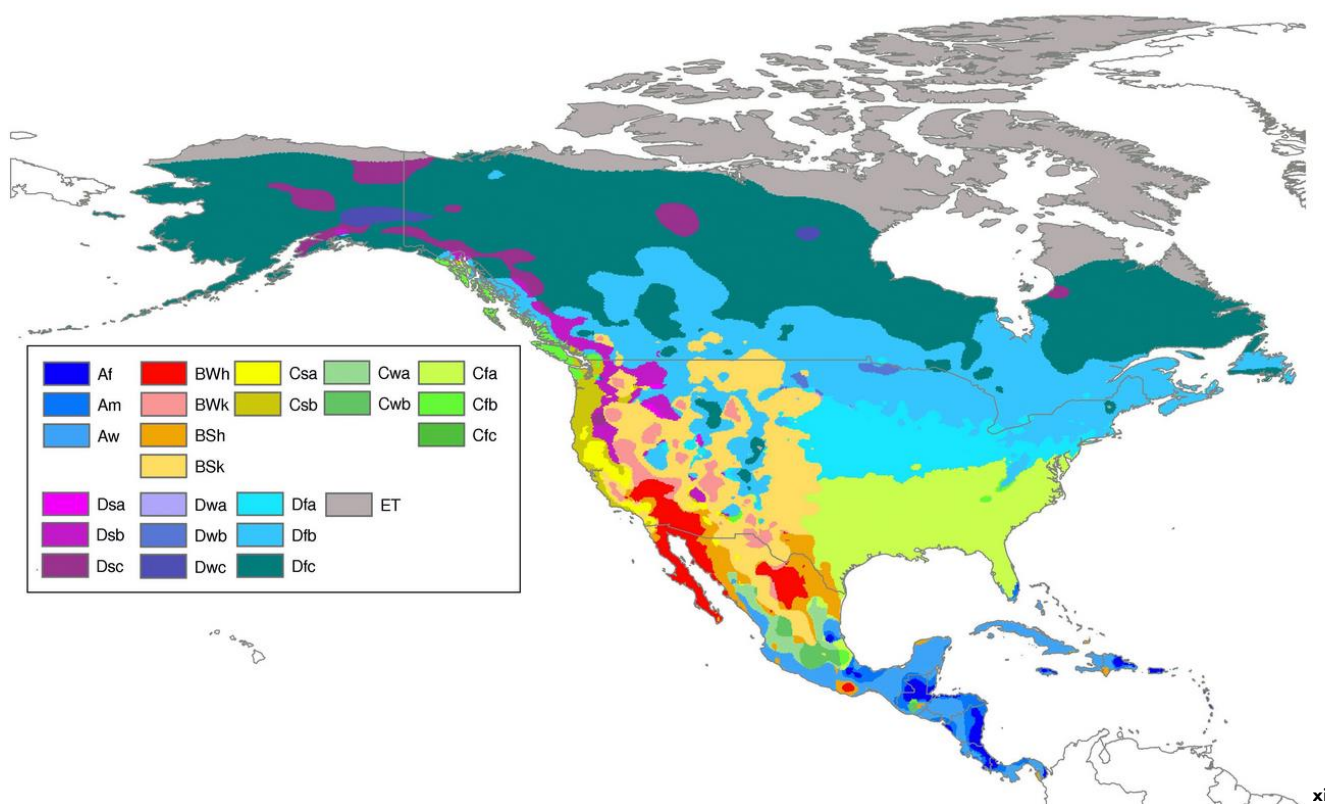 Af BWh Csa Cwa Cfa
Am BWk Csb Cwb Cfb
Aw BSh Cfc
BSk
Dsa Dwa Dfa ET
Dsb Dwb Dfb
Dsc Dwc Dfc
xi